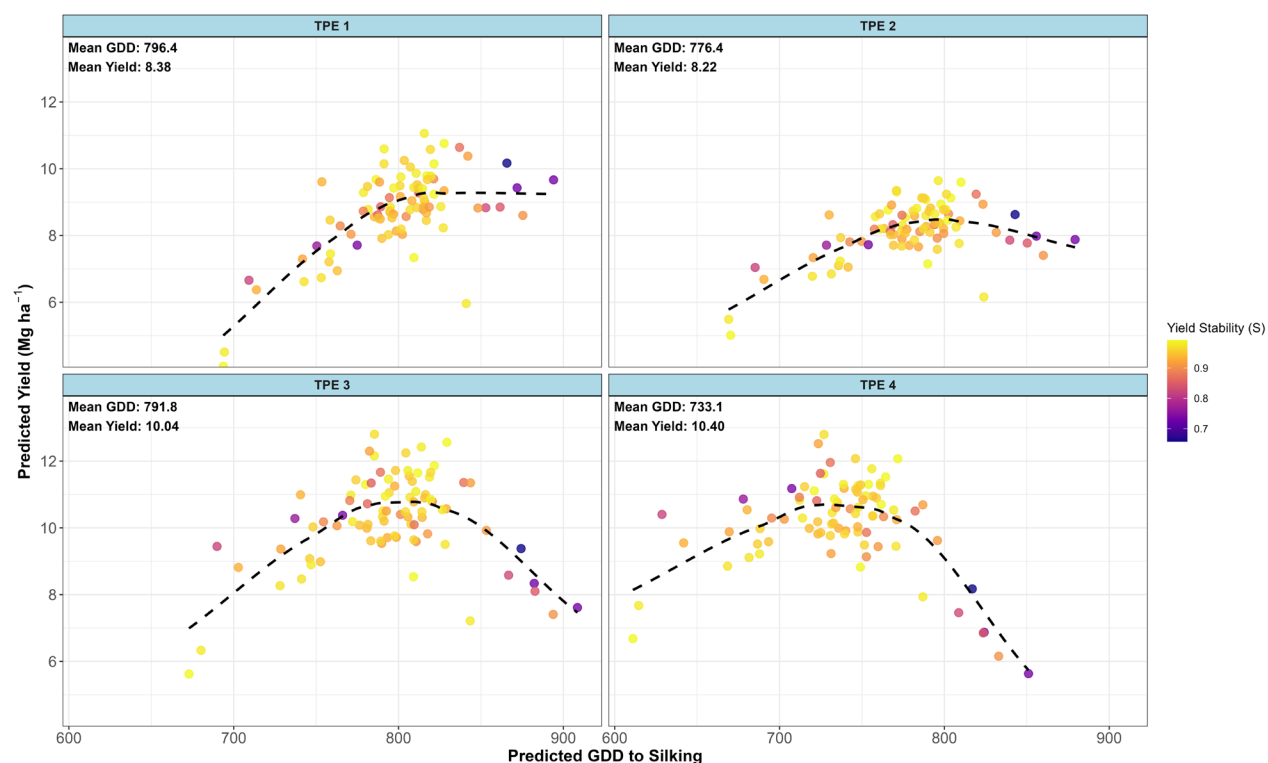 TPE 1
TPE 2
Mean GDD: 796.4
Mean Yield: 8.38
Mean GDD: 776.4
Mean Yield: 8.22
12
10
8
6
TPE 3
TPE 4
Mean GDD: 791.8
Mean Yield: 10.04
Mean GDD: 733.1
Mean Yield: 10.40
12
10
8
6
600
700
800
900
600
700
800
900
Predicted GDD to Silking
Predicted Yield (Mg ha⁻¹)
Yield Stability (S)
0.9
0.8
0.7